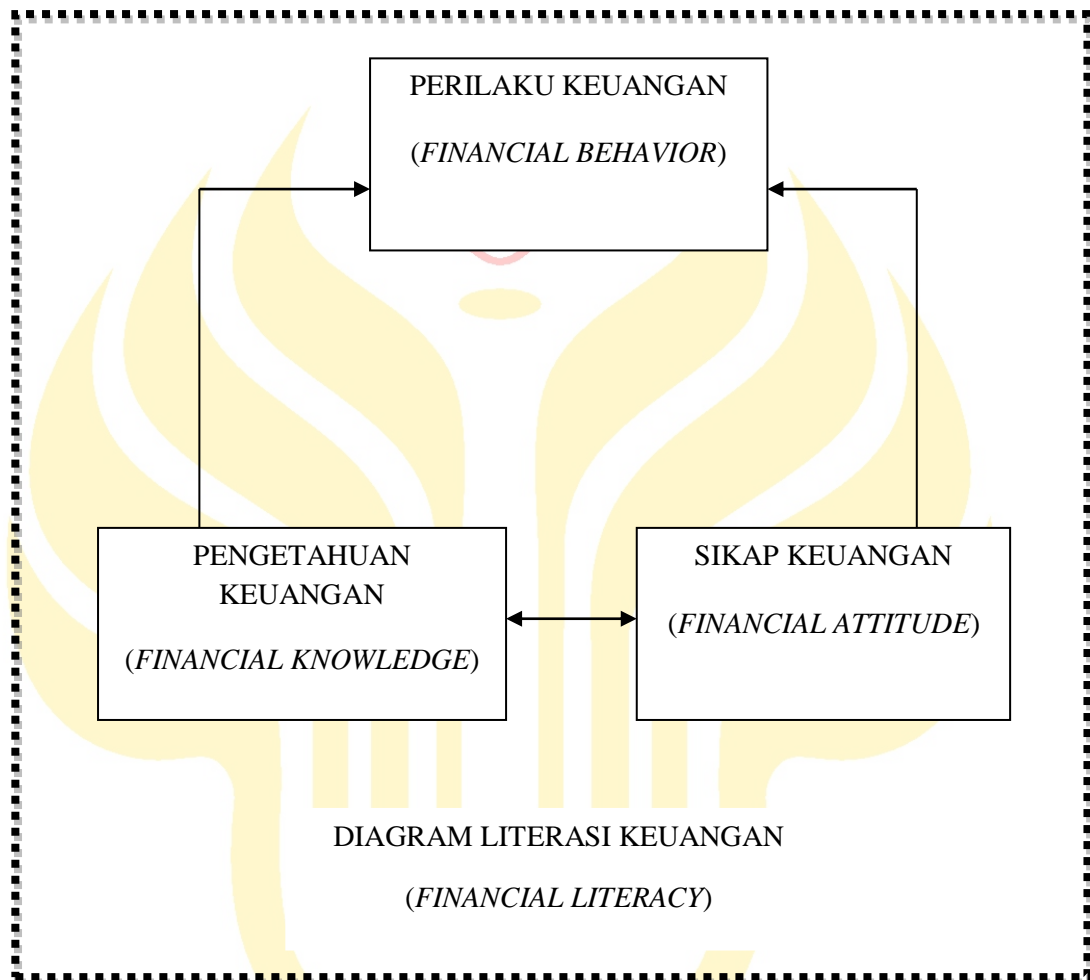 PERILAKU KEUANGAN
(FINANCIAL BEHAVIOR)
PENGETAHUAN
KEUANGAN
(FINANCIAL KNOWLEDGE)
SIKAP KEUANGAN
(FINANCIAL ATTITUDE)
DIAGRAM LITERASI KEUANGAN
(FINANCIAL LITERACY)